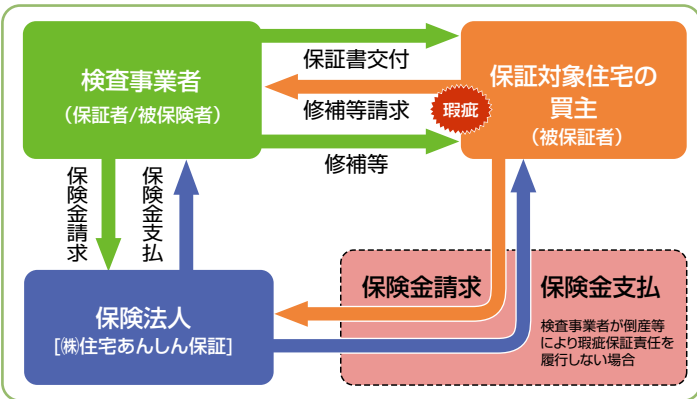 検査事業者
（保証者/被保険者）
保証書交付
修補等請求
瑕疵
修補等
保証対象住宅の
買主
（被保証者）
保険金請求
保険金支払
保険法人
[㈱住宅あんしん保証]
保険金請求
保険金支払
検査事業者が倒産等
により瑕疵保証責任を
履行しない場合